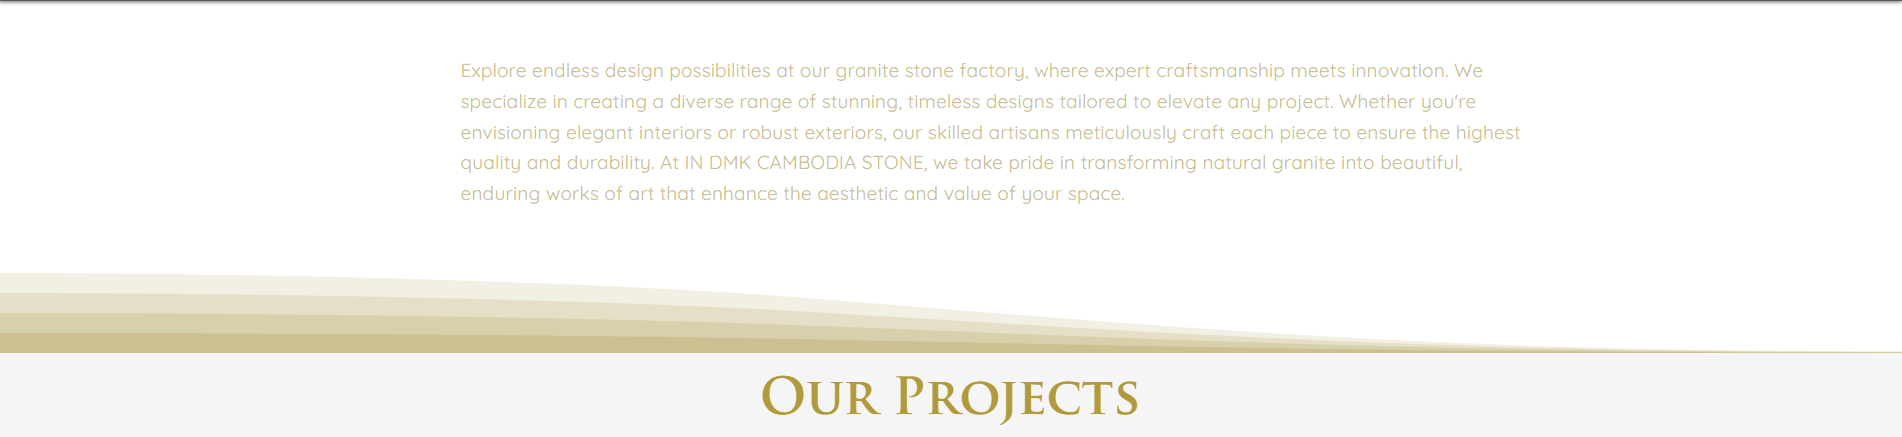 Explore endless design possibilities at our granite stone factory, where expert craftsmanship meets innovation. We
specialize in creating a diverse range of stunning, timeless designs tailored to elevate any project. Whether you're
envisioning elegant interiors or robust exteriors, our skilled artisans meticulously craft each piece to ensure the highest
quality and durability. At IN DMK CAMBODIA STONE, we take pride in transforming natural granite into beautiful,
enduring works of art that enhance the aesthetic and value of your space.
Our Projects